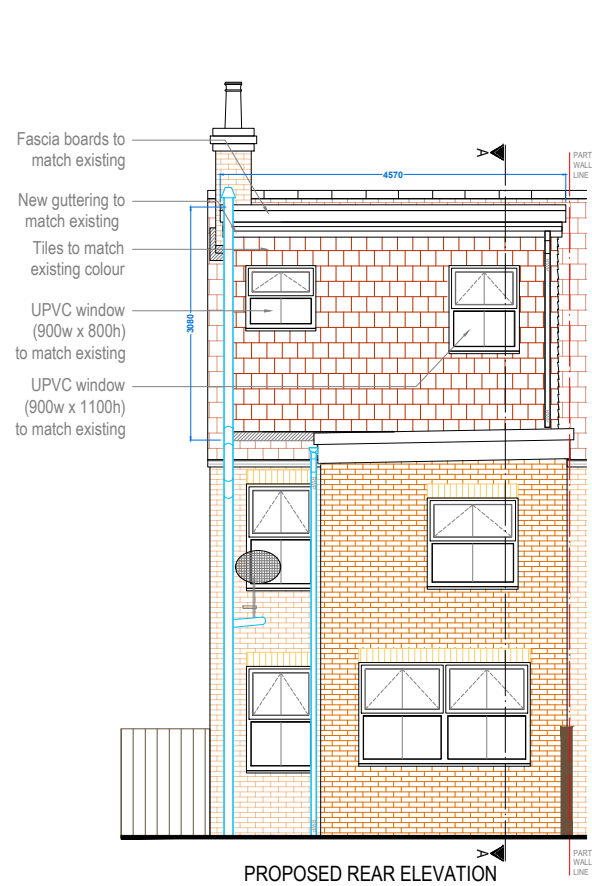 Fascia boards to
match existing
New guttering to
match existing
Tiles to match
existing colour
UPVC window
(900w x 800h)
to match existing
UPVC window
(900w x 1100h)
to match existing
4570
3080
A
PART
WALL
LINE
A
PART
WALL
LINE
PROPOSED REAR ELEVATION